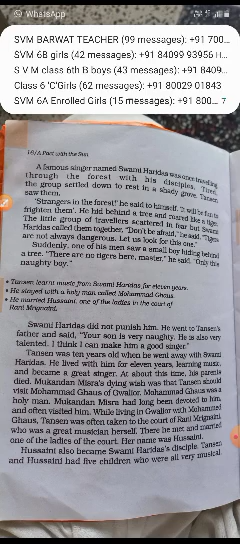 WhatsApp
SVM BARWAT TEACHER (99 messages): +91 700...
SVM 6B girls (42 messages): +91 84099 93956 H...
S V M class 6th B boys (43 messages): +91 8409...
Class 6 'C'Girls (62 messages): +91 80029 01843
SVM 6A Enrolled Girls (15 messages): +91 800... 7
16/A Pact with the Sun
A famous singer named Swami Haridas was once travelling
through the forest with his disciples. Tired,
the group settled down to rest in a shady grove. Tansen
saw them.
'Strangers in the forest!' he said to himself. 'It will be fun to
frighten them'. He hid behind a tree and roared like a tiger.
The little group of travellers scattered in fear but Swami
Haridas called them together. "Don't be afraid," he said. "Tigers
are not always dangerous. Let us look for this one."
Suddenly, one of his men saw a small boy hiding behind
a tree. "There are no tigers here, master," he said. "Only this
naughty boy."
• Tansen learnt music from Swami Haridas for eleven years.
• He stayed with a holy man called Mohammad Ghaus.
• He married Hussaini, one of the ladies in the court of
Rani Mrignaini.
Swami Haridas did not punish him. He went to Tansen's
father and said, "Your son is very naughty. He is also very
talented. I think I can make him a good singer."
Tansen was ten years old when he went away with Swami
Haridas. He lived with him for eleven years, learning music,
and became a great singer. At about this time, his parents
died. Mukandan Misra's dying wish was that Tansen should
visit Mohammad Ghaus of Gwalior. Mohammad Ghaus was a
holy man. Mukandan Misra had long been devoted to him,
and often visited him. While living in Gwalior with Mohammad
Ghaus, Tansen was often taken to the court of Rani Mrignaini,
who was a great musician herself. There he met and married
one of the ladies of the court. Her name was Hussaini.
Hussaini also became Swami Haridas's disciple. Tansen
and Hussaini had five children who were all very musical.